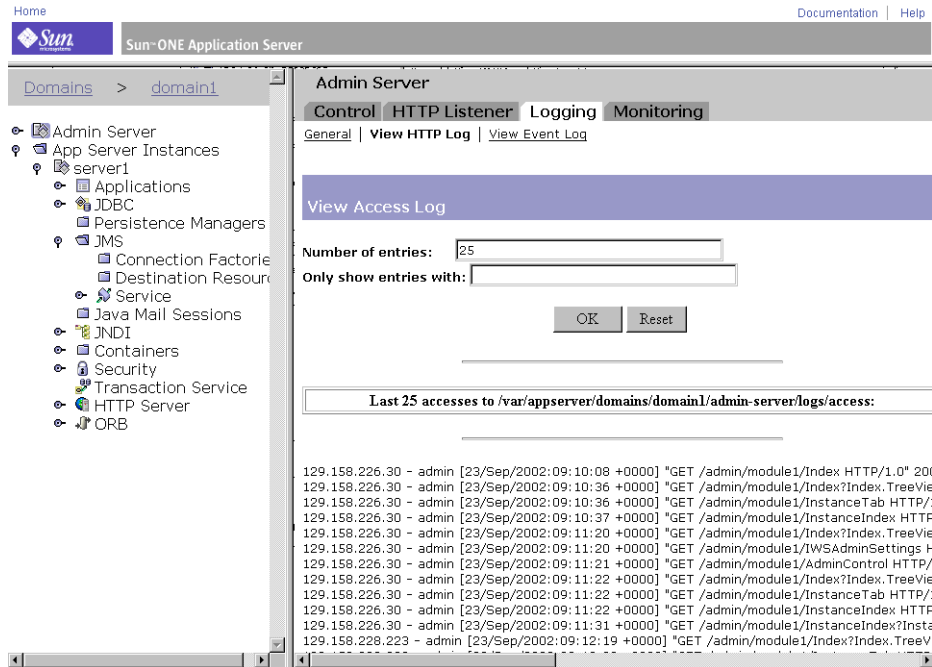 Home
Documentation | Help
Sun
microsystems
Sun™ ONE Application Server
Domains > domain1
Admin Server
App Server Instances
server1
Applications
JDBC
Persistence Managers
JMS
Connection Factorie
Destination Resour
Service
Java Mail Sessions
JNDI
Containers
Security
Transaction Service
HTTP Server
ORB
Admin Server
Control HTTP Listener Logging Monitoring
General | View HTTP Log | View Event Log
View Access Log
Number of entries: 25
Only show entries with:
OK Reset
Last 25 accesses to /var/appserver/domains/domain1/admin-server/logs/access:
129.158.226.30 - admin [23/Sep/2002:09:10:08 +0000] "GET /admin/module1/Index HTTP/1.0" 200
129.158.226.30 - admin [23/Sep/2002:09:10:36 +0000] "GET /admin/module1/Index?Index.TreeVie
129.158.226.30 - admin [23/Sep/2002:09:10:36 +0000] "GET /admin/module1/InstanceTab HTTP/1
129.158.226.30 - admin [23/Sep/2002:09:10:37 +0000] "GET /admin/module1/InstanceIndex HTTP
129.158.226.30 - admin [23/Sep/2002:09:11:20 +0000] "GET /admin/module1/Index?Index.TreeVie
129.158.226.30 - admin [23/Sep/2002:09:11:20 +0000] "GET /admin/module1/IWSAdminSettings H
129.158.226.30 - admin [23/Sep/2002:09:11:21 +0000] "GET /admin/module1/AdminControl HTTP/
129.158.226.30 - admin [23/Sep/2002:09:11:22 +0000] "GET /admin/module1/Index?Index.TreeVie
129.158.226.30 - admin [23/Sep/2002:09:11:22 +0000] "GET /admin/module1/InstanceTab HTTP/1
129.158.226.30 - admin [23/Sep/2002:09:11:22 +0000] "GET /admin/module1/InstanceIndex HTTP
129.158.226.30 - admin [23/Sep/2002:09:11:31 +0000] "GET /admin/module1/InstanceIndex?Insta
129.158.228.223 - admin [23/Sep/2002:09:12:19 +0000] "GET /admin/module1/Index?Index.TreeV